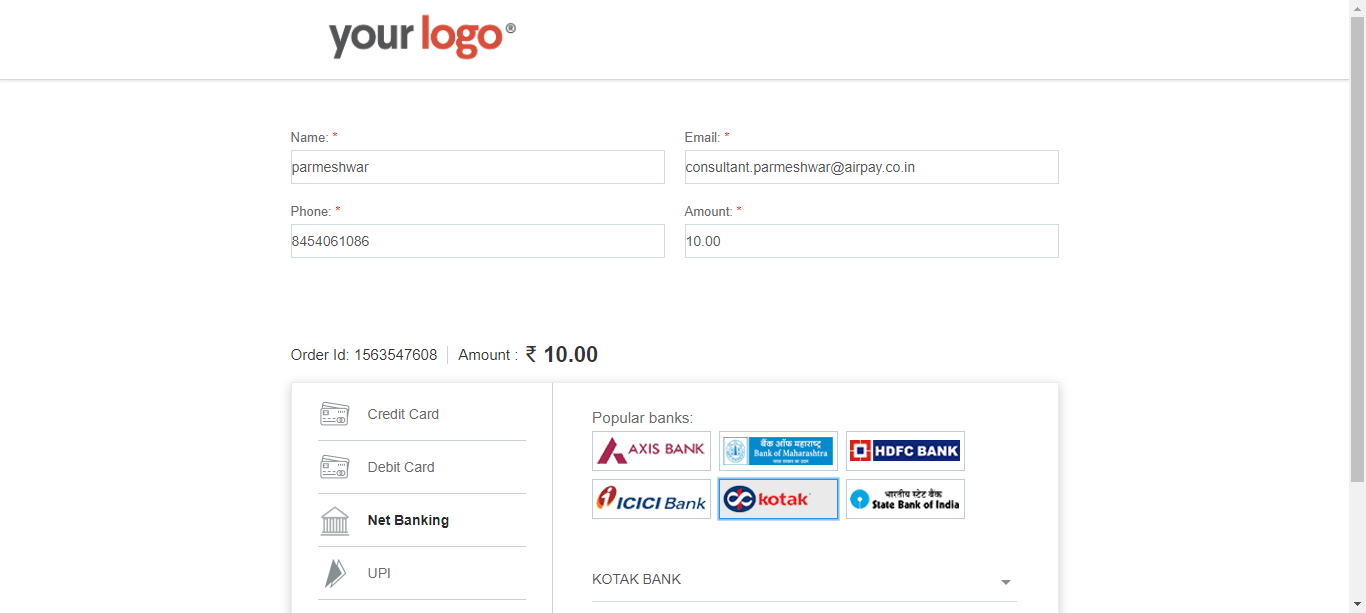 your logo®
Name: * Email: *
parmeshwar consultant.parmeshwar@airpay.co.in
Phone: * Amount: *
8454061086 10.00
Order Id: 1563547608 Amount : ₹ 10.00
Credit Card
Debit Card
Net Banking
UPI
Popular banks:
AXIS BANK
बैंक ऑफ महाराष्ट्र
Bank of Maharashtra
HDFC BANK
ICICI Bank
kotak
भारतीय स्टेट बैंक
State Bank of India
KOTAK BANK